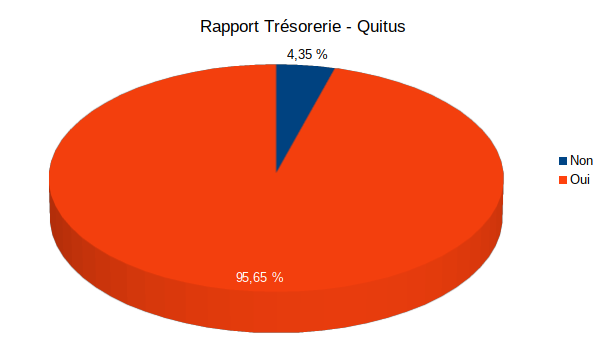 Rapport Trésorerie - Quitus
4,35 %
Non
Oui
95,65 %